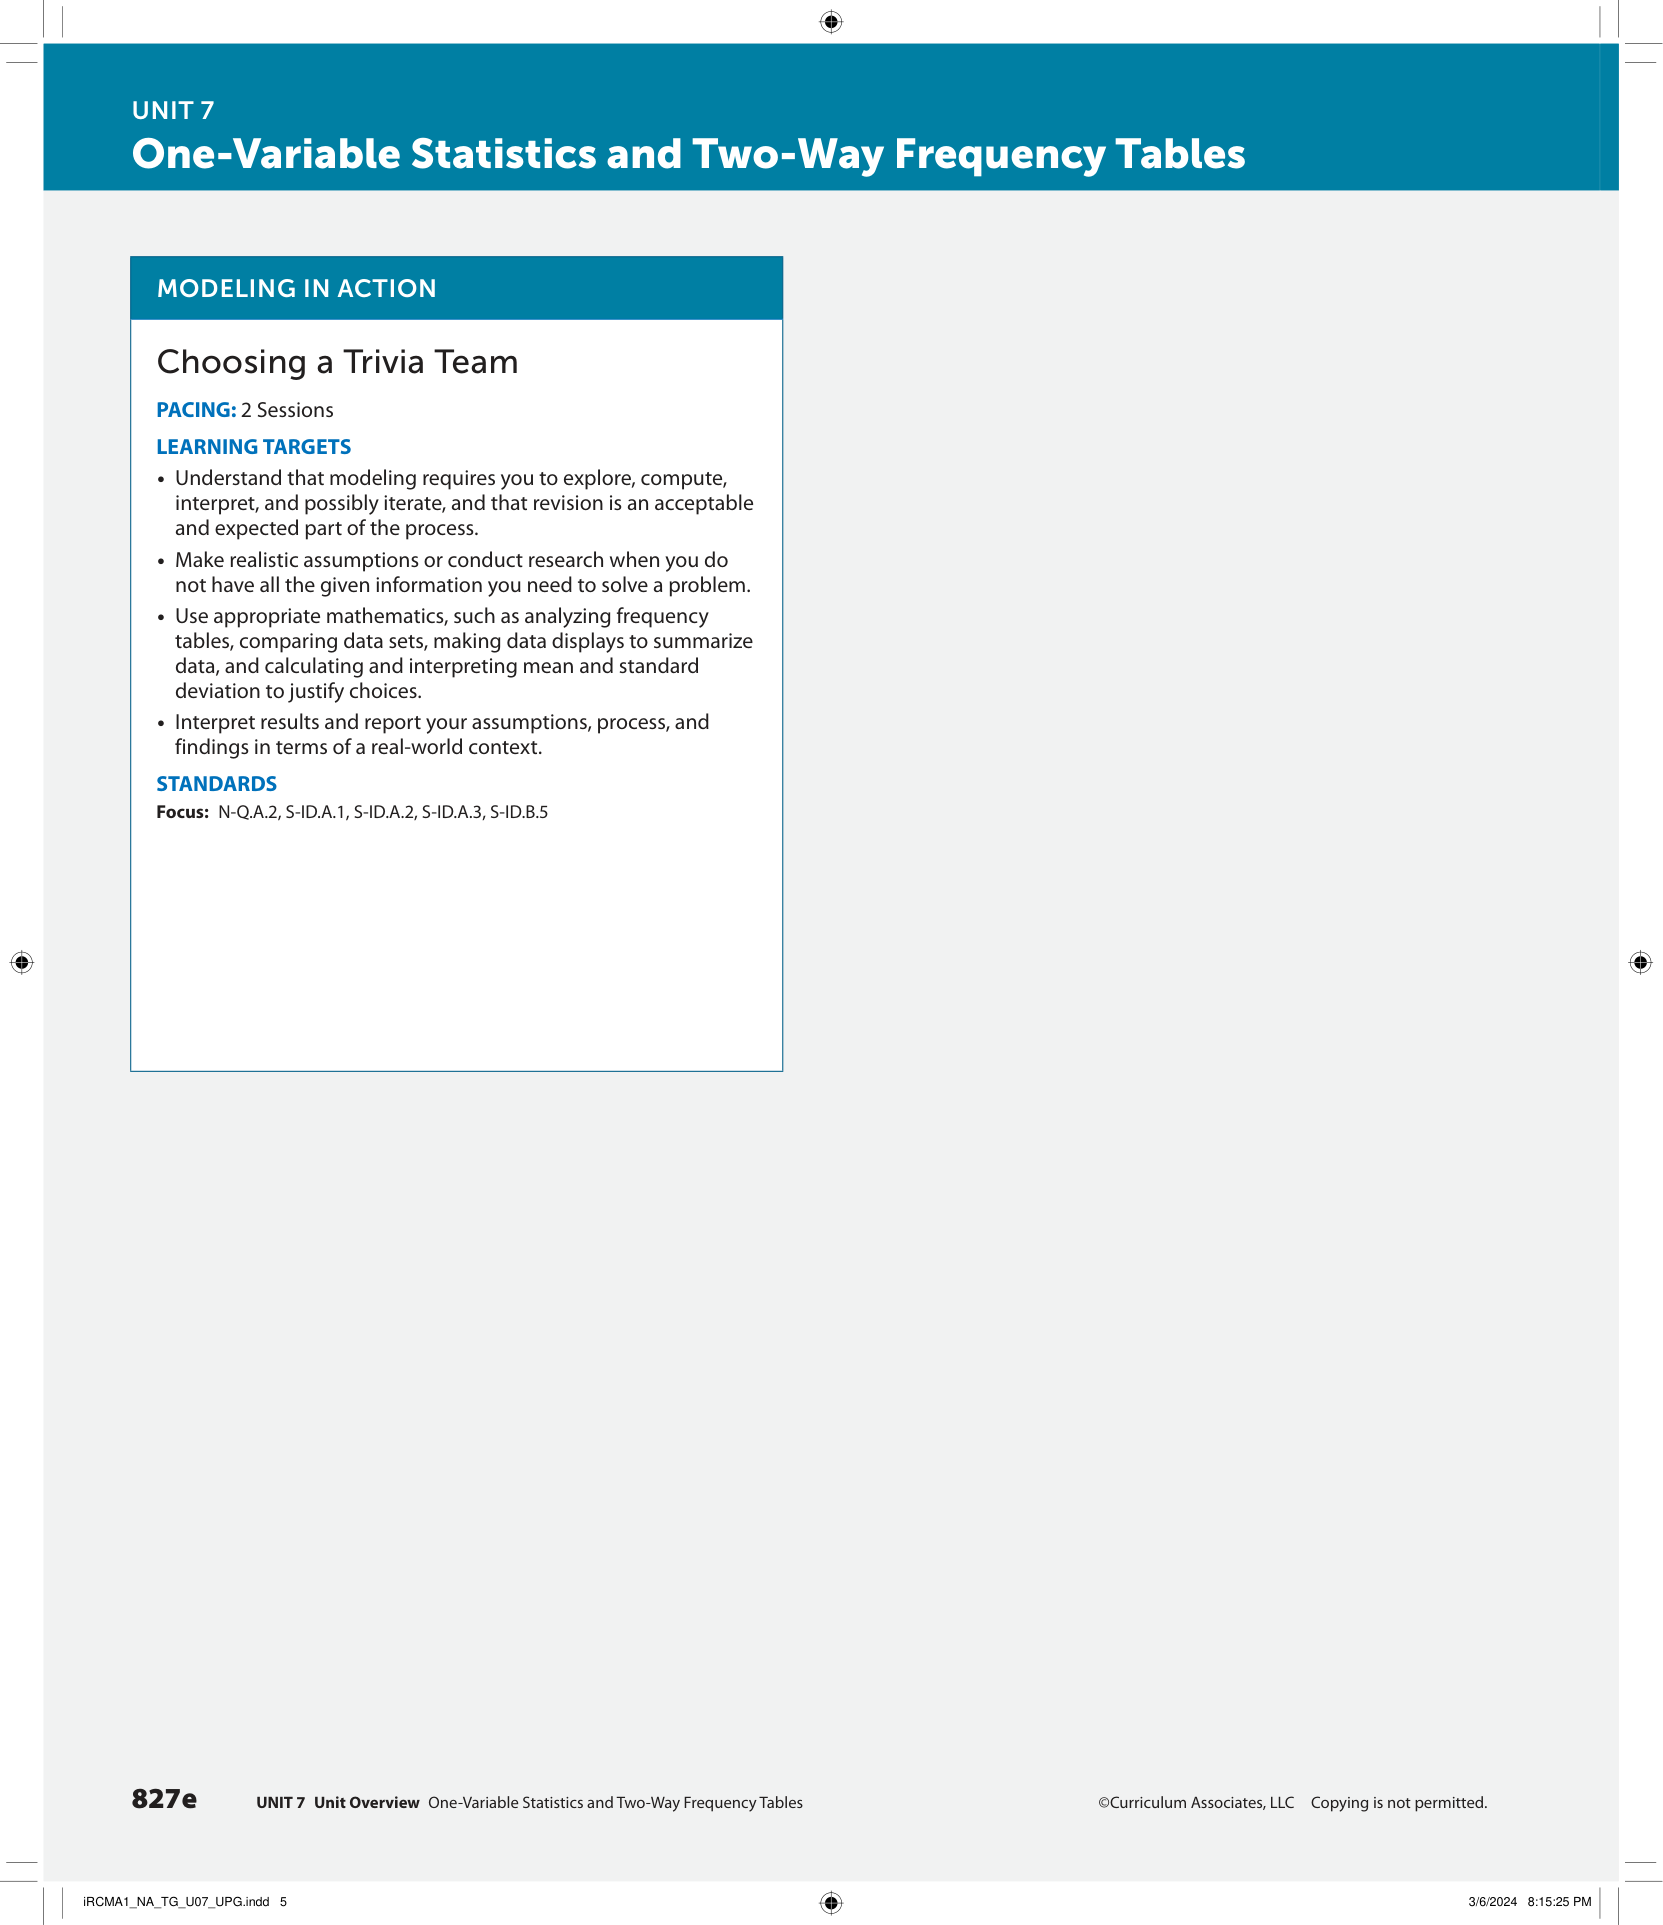 UNIT 7
One-Variable Statistics and Two-Way Frequency Tables
MODELING IN ACTION
Choosing a Trivia Team
PACING: 2 Sessions
LEARNING TARGETS
• Understand that modeling requires you to explore, compute,
interpret, and possibly iterate, and that revision is an acceptable
and expected part of the process.
• Make realistic assumptions or conduct research when you do
not have all the given information you need to solve a problem.
• Use appropriate mathematics, such as analyzing frequency
tables, comparing data sets, making data displays to summarize
data, and calculating and interpreting mean and standard
deviation to justify choices.
• Interpret results and report your assumptions, process, and
findings in terms of a real-world context.
STANDARDS
Focus: N-Q.A.2, S-ID.A.1, S-ID.A.2, S-ID.A.3, S-ID.B.5
827e UNIT 7 Unit Overview One-Variable Statistics and Two-Way Frequency Tables ©Curriculum Associates, LLC Copying is not permitted.
iRCMA1_NA_TG_U07_UPG.indd 5 3/6/2024 8:15:25 PM